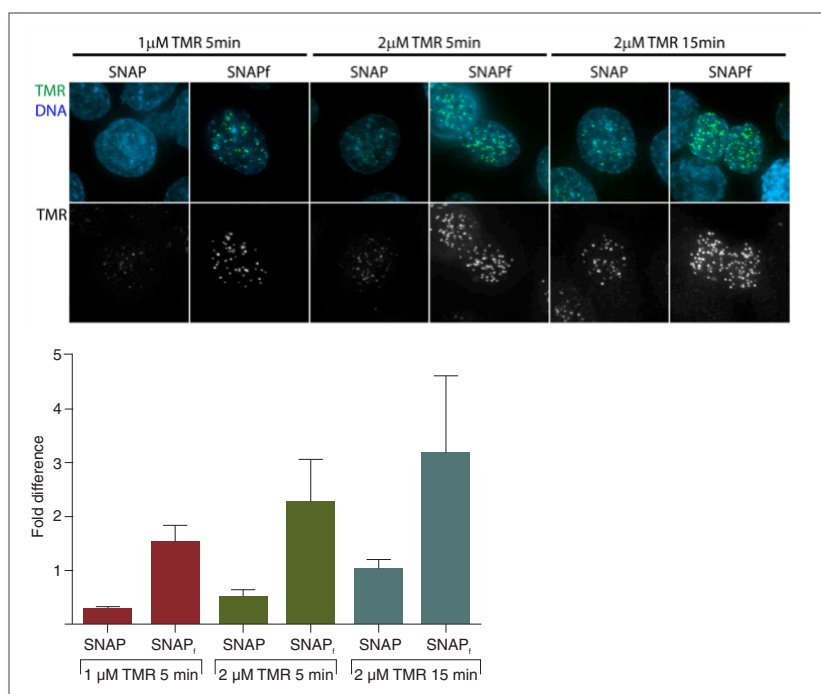 1μM TMR 5min 2μM TMR 5min 2μM TMR 15min
SNAP SNAPf SNAP SNAPf SNAP SNAPf
TMR
DNA
TMR
5
4
3
2
1
Fold difference
SNAP SNAPf SNAP SNAPf SNAP SNAPf
1 μM TMR 5 min 2 μM TMR 5 min 2 μM TMR 15 min